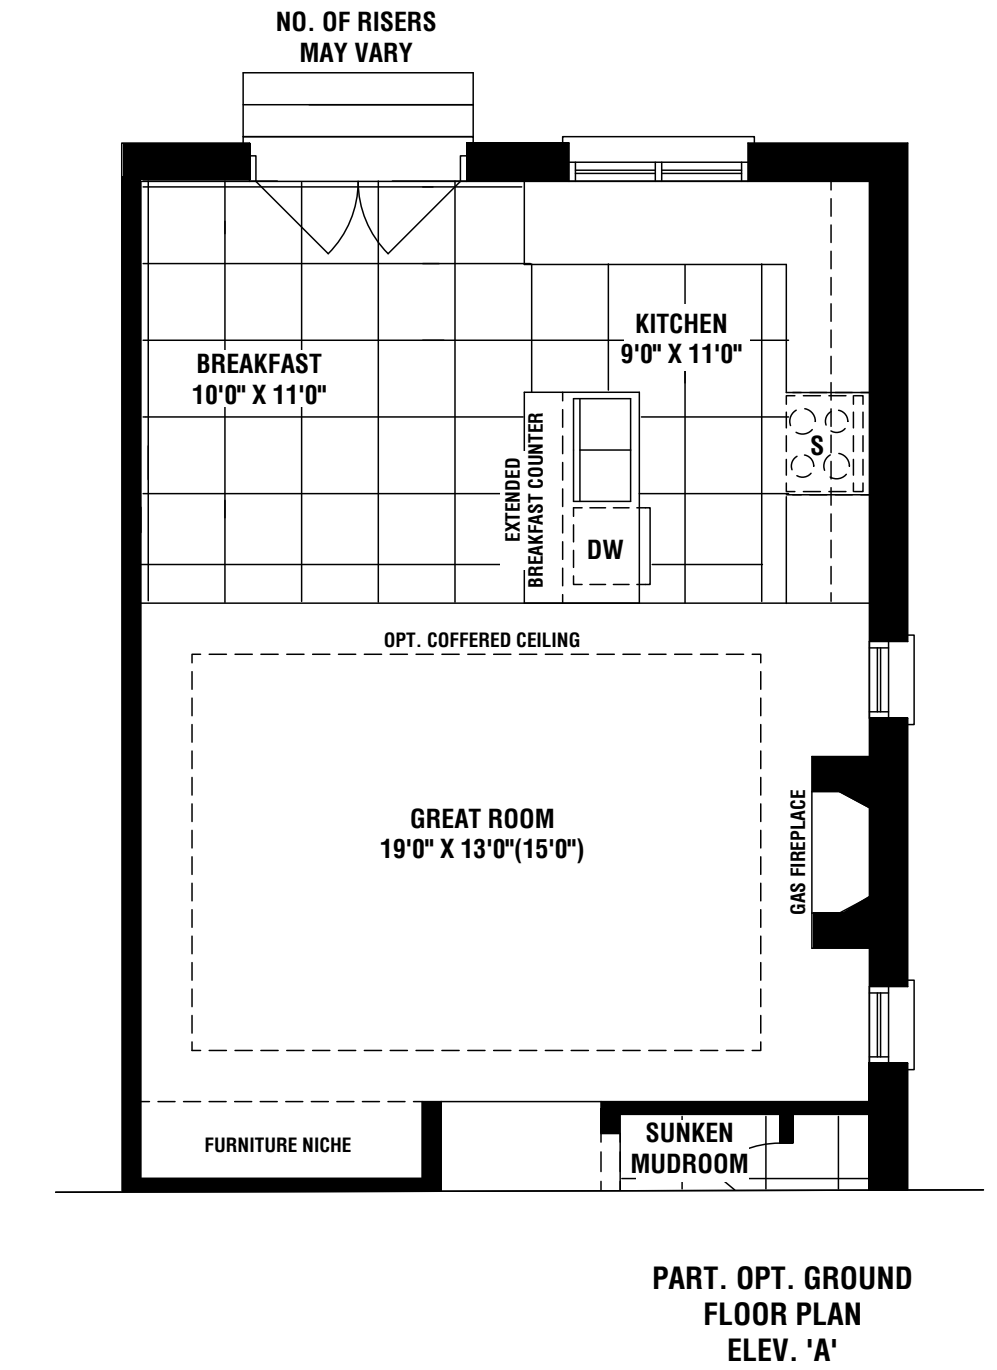 NO. OF RISERS
MAY VARY
KITCHEN
9'0" X 11'0"
BREAKFAST
10'0" X 11'0"
EXTENDED
BREAKFAST COUNTER
S
DW
OPT. COFFERED CEILING
GREAT ROOM
19'0" X 13'0"(15'0")
GAS FIREPLACE
FURNITURE NICHE
SUNKEN
MUDROOM
PART. OPT. GROUND
FLOOR PLAN
ELEV. 'A'